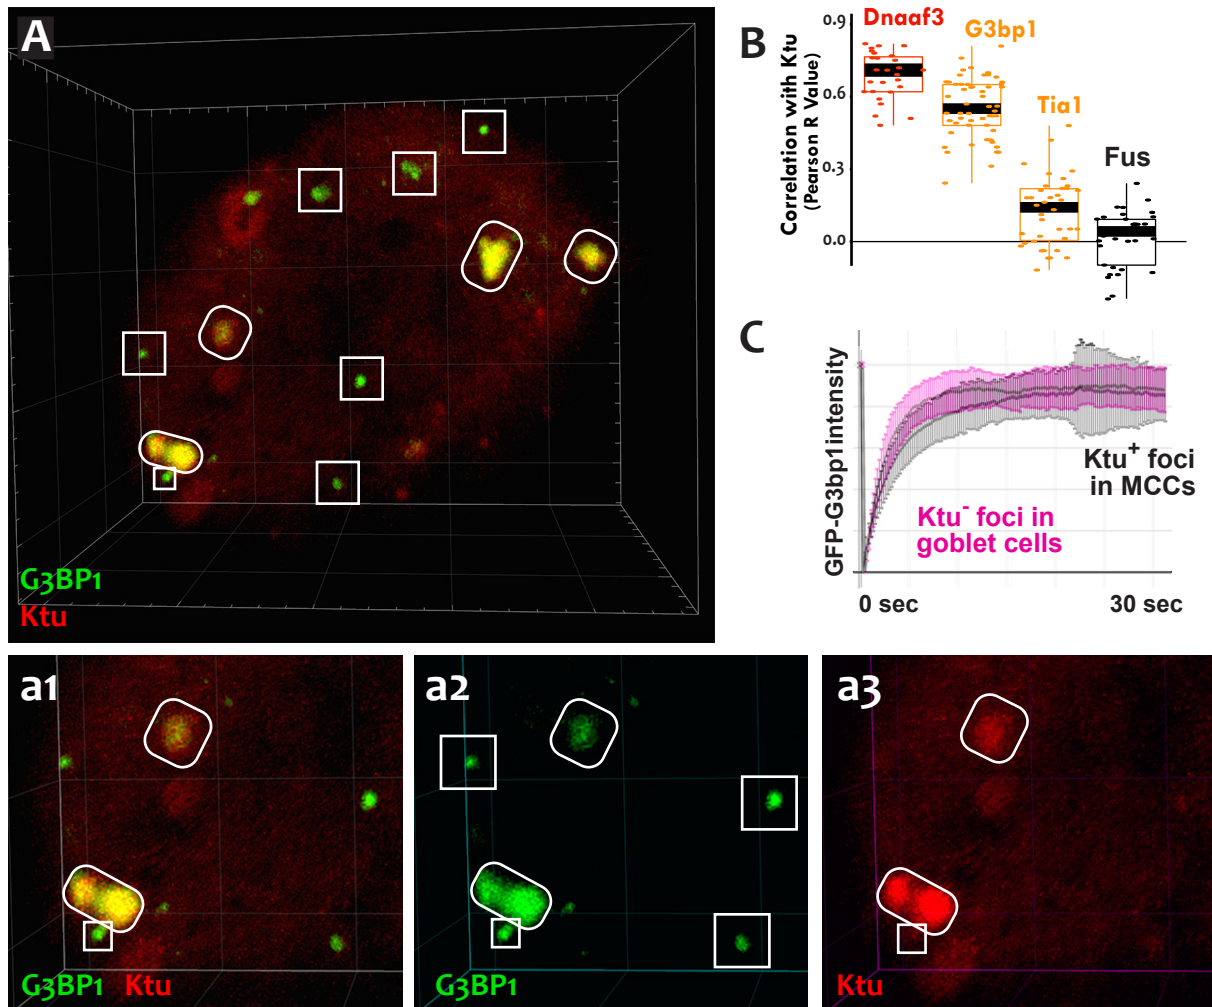 A
G3BP1
Ktu
B
Correlation with Ktu
(Pearson R Value)
0.9
0.6
0.3
0.0
Dnaaf3
G3bp1
Tia1
Fus
C
GFP-G3bp1 intensity
Ktu⁺ foci
in MCCs
Ktu⁻ foci in
goblet cells
0 sec
30 sec
a1
G3BP1 Ktu
a2
G3BP1
a3
Ktu